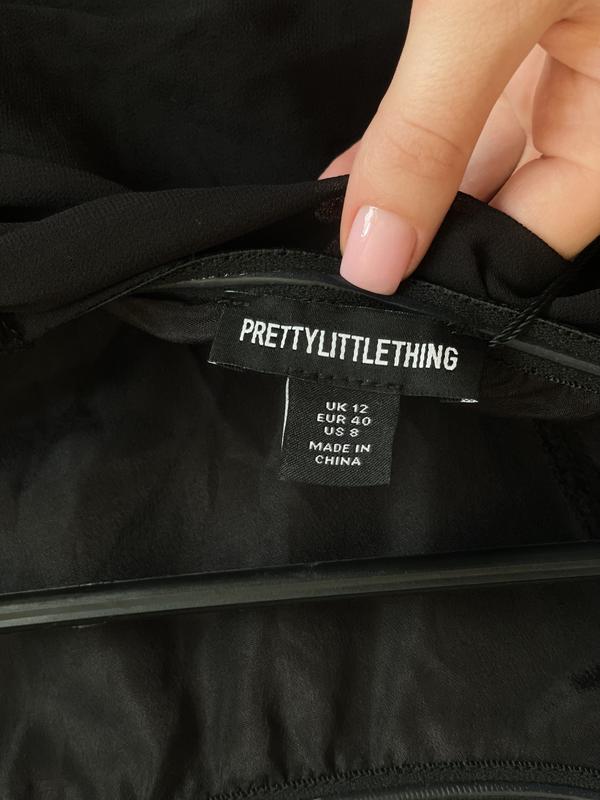 PRETTYLITTLETHING
UK 12
EUR 40
US 8
MADE IN
CHINA